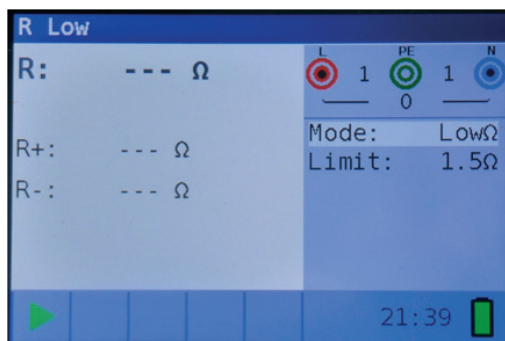 R Low
R: --- Ω
R+: --- Ω
R-: --- Ω
L PE N
1 1
0
Mode: LowΩ
Limit: 1.5Ω
21:39